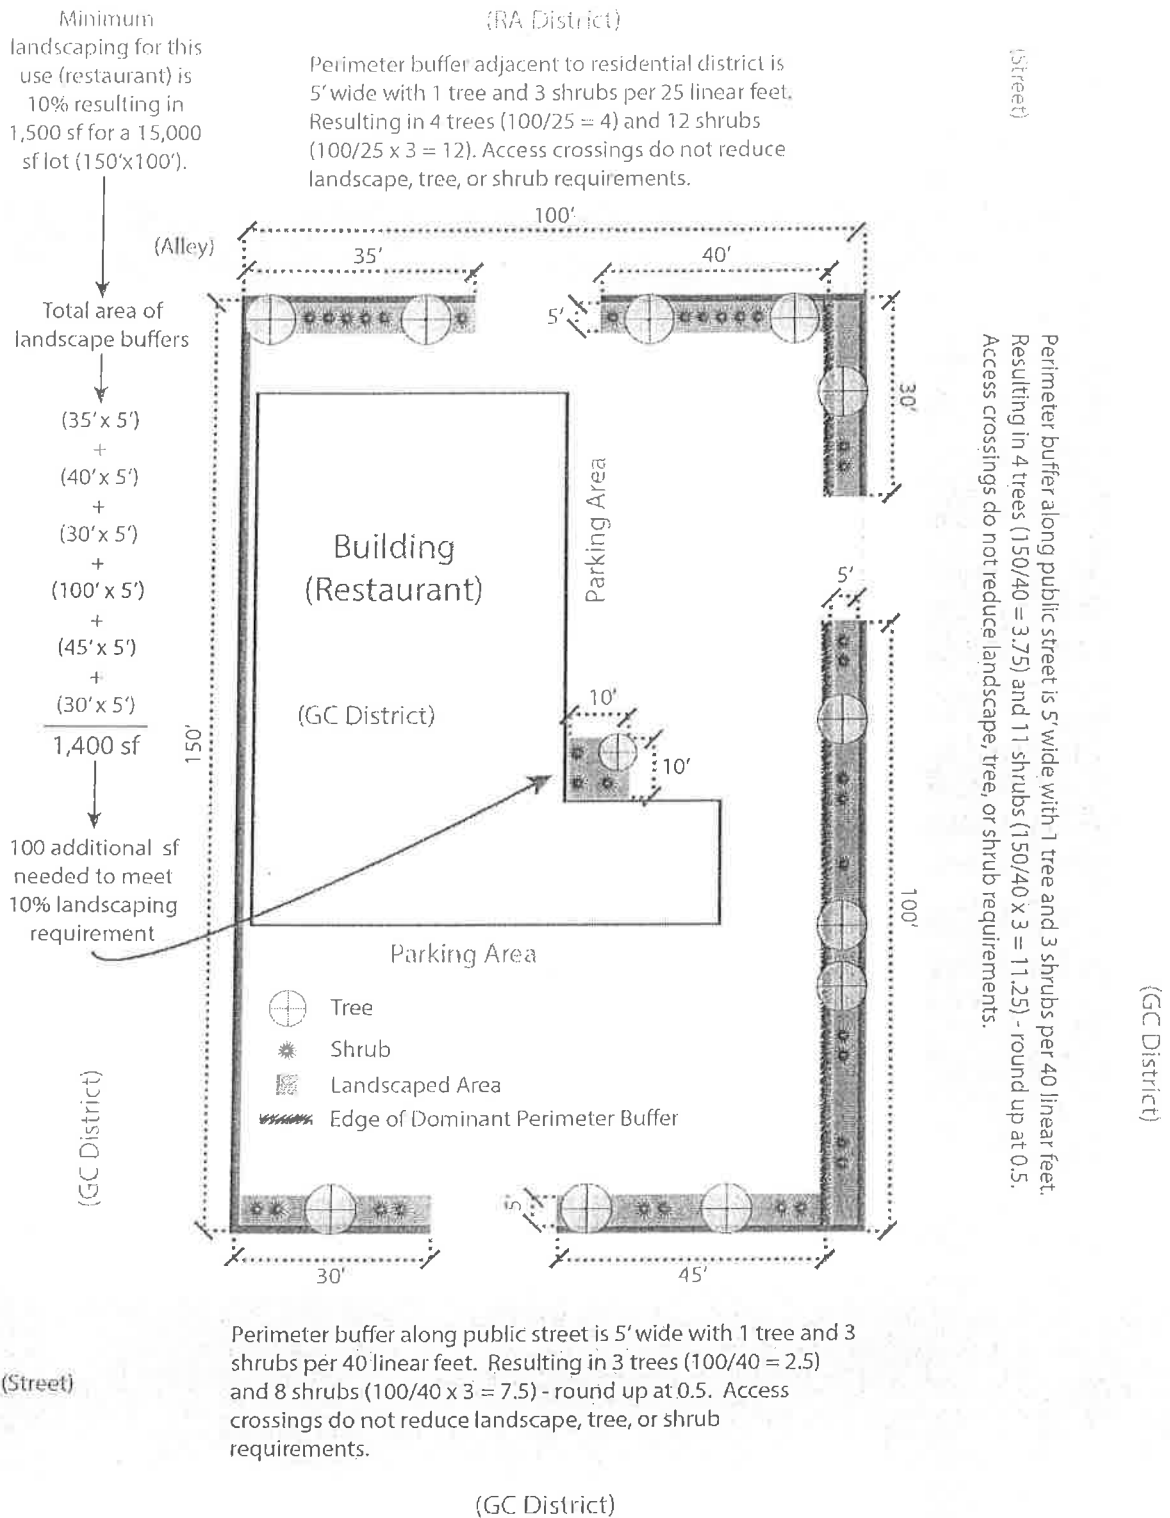 Minimum
landscaping for this
use (restaurant) is
10% resulting in
1,500 sf for a 15,000
sf lot (150'x100').
(RA District)
Perimeter buffer adjacent to residential district is
5' wide with 1 tree and 3 shrubs per 25 linear feet.
Resulting in 4 trees (100/25 = 4) and 12 shrubs
(100/25 x 3 = 12). Access crossings do not reduce
landscape, tree, or shrub requirements.
(Street)
100'
(Alley)
35'
40'
Total area of
landscape buffers
(35' x 5')
+
(40' x 5')
+
(30' x 5')
+
(100' x 5')
+
(45' x 5')
+
(30' x 5')
1,400 sf
100 additional sf
needed to meet
10% landscaping
requirement
5'
30'
Building
(Restaurant)
Parking Area
(GC District)
150'
10'
10'
5'
100'
Parking Area
Tree
Shrub
Landscaped Area
Edge of Dominant Perimeter Buffer
Perimeter buffer along public street is 5' wide with 1 tree and 3 shrubs per 40 linear feet.
Resulting in 4 trees (150/40 = 3.75) and 11 shrubs (150/40 x 3 = 11.25) - round up at 0.5.
Access crossings do not reduce landscape, tree, or shrub requirements.
(GC District)
(GC District)
5'
30'
45'
Perimeter buffer along public street is 5' wide with 1 tree and 3
shrubs per 40 linear feet. Resulting in 3 trees (100/40 = 2.5)
and 8 shrubs (100/40 x 3 = 7.5) - round up at 0.5. Access
crossings do not reduce landscape, tree, or shrub
requirements.
(Street)
(GC District)